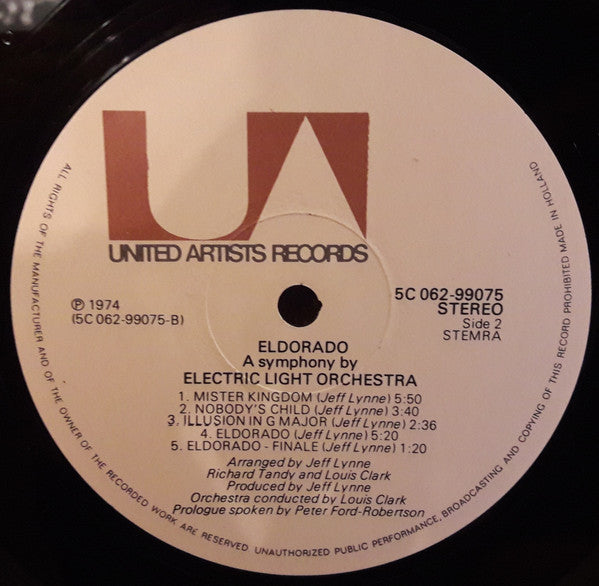 UA
UNITED ARTISTS RECORDS
℗ 1974
(5C 062-99075-B)
5C 062-99075
STEREO
Side 2
STEMRA
ELDORADO
A symphony by
ELECTRIC LIGHT ORCHESTRA
1. MISTER KINGDOM (Jeff Lynne) 5:50
2. NOBODY'S CHILD (Jeff Lynne) 3:40
3. ILLUSION IN G MAJOR (Jeff Lynne) 2:36
4. ELDORADO (Jeff Lynne) 5:20
5. ELDORADO - FINALE (Jeff Lynne) 1:20
Arranged by Jeff Lynne
Richard Tandy and Louis Clark
Produced by Jeff Lynne
Orchestra conducted by Louis Clark
Prologue spoken by Peter Ford-Robertson
ALL RIGHTS OF THE MANUFACTURER AND OF THE OWNER OF THE RECORDED WORK ARE RESERVED UNAUTHORIZED PUBLIC PERFORMANCE, BROADCASTING AND COPYING OF THIS RECORD PROHIBITED MADE IN HOLLAND